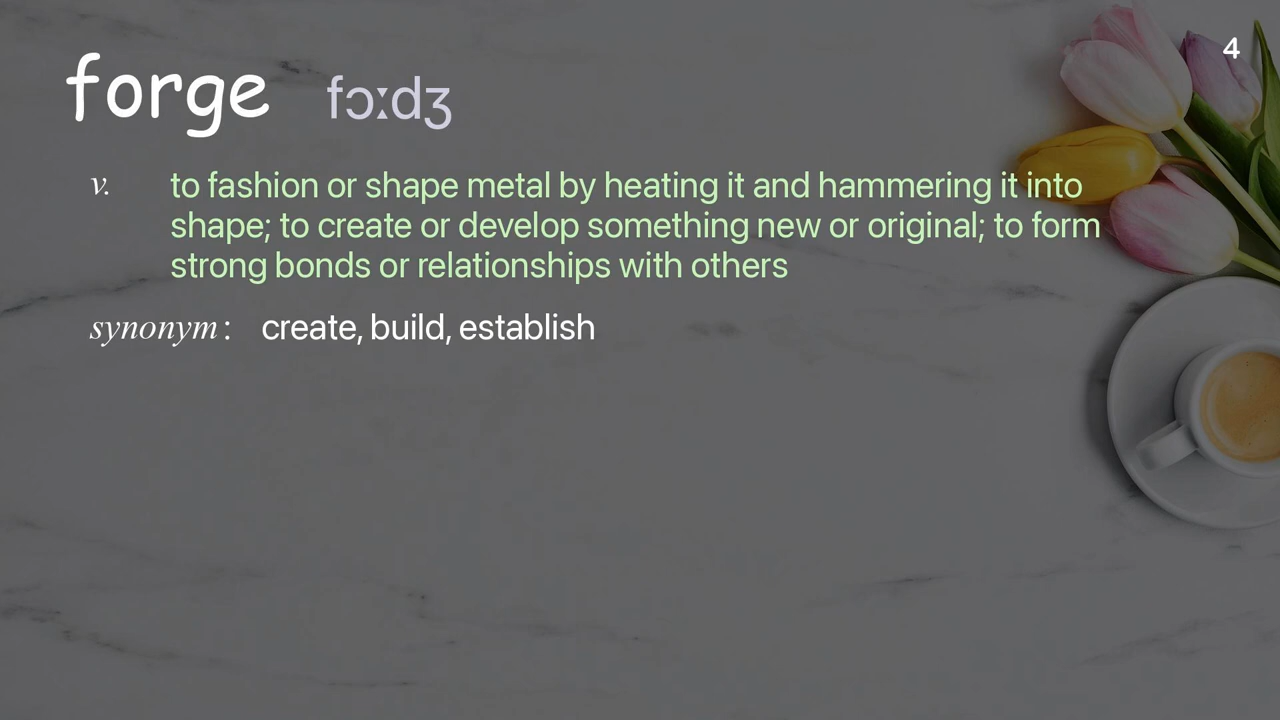 4
forge fɔːdʒ
v. to fashion or shape metal by heating it and hammering it into
shape; to create or develop something new or original; to form
strong bonds or relationships with others
synonym : create, build, establish